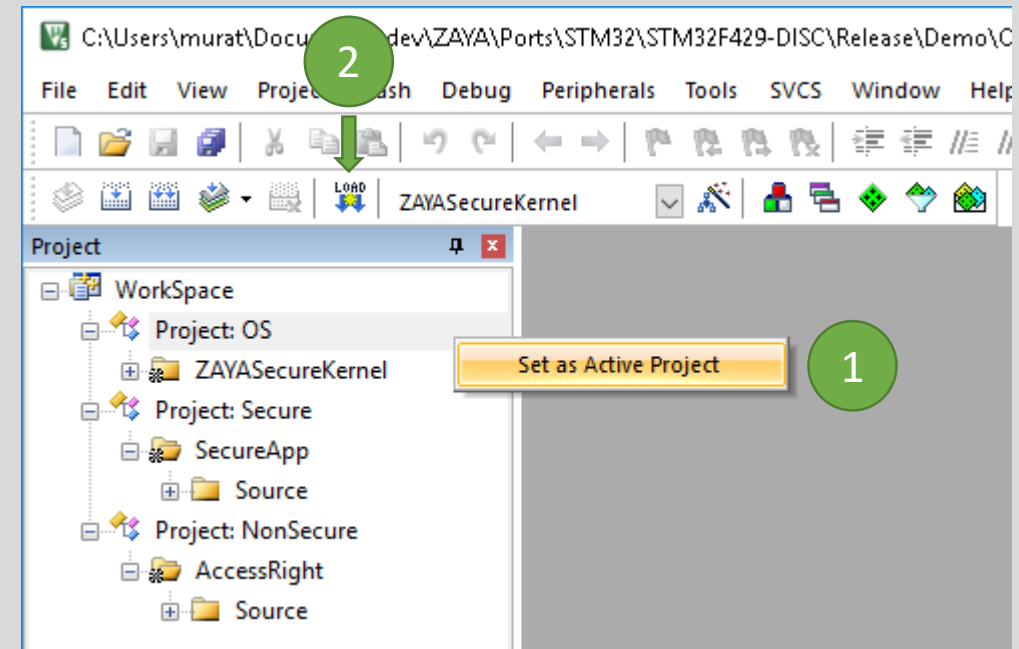 C:\Users\murat\Docu dev\ZAYA\Ports\STM32\STM32F429-DISC\Release\Demo\
2
File Edit View Debug Peripherals Tools SVCS Window Help
LOAD
ZAYASecureKernel
Project
WorkSpace
Project: OS
Set as Active Project
1
ZAYASecureKernel
Project: Secure
SecureApp
Source
Project: NonSecure
AccessRight
Source